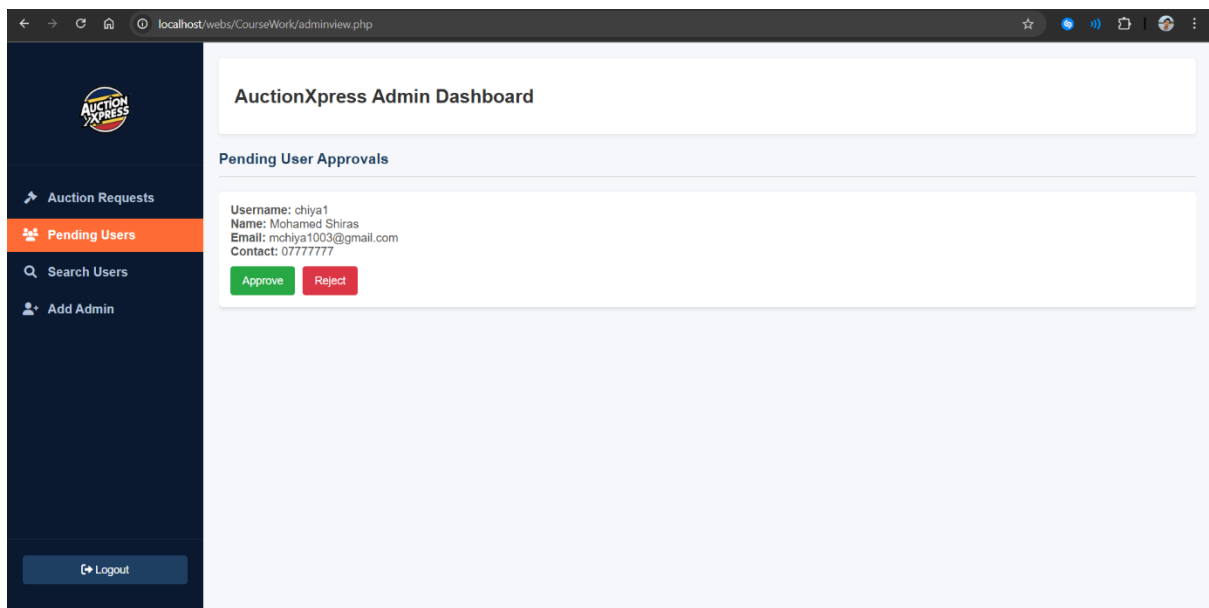 localhost/webs/CourseWork/adminview.php
AUCTION
XPRESS
AuctionXpress Admin Dashboard
Pending User Approvals
Auction Requests
Pending Users
Search Users
Add Admin
Username: chiya1
Name: Mohamed Shiras
Email: mchiya1003@gmail.com
Contact: 07777777
Approve Reject
Logout